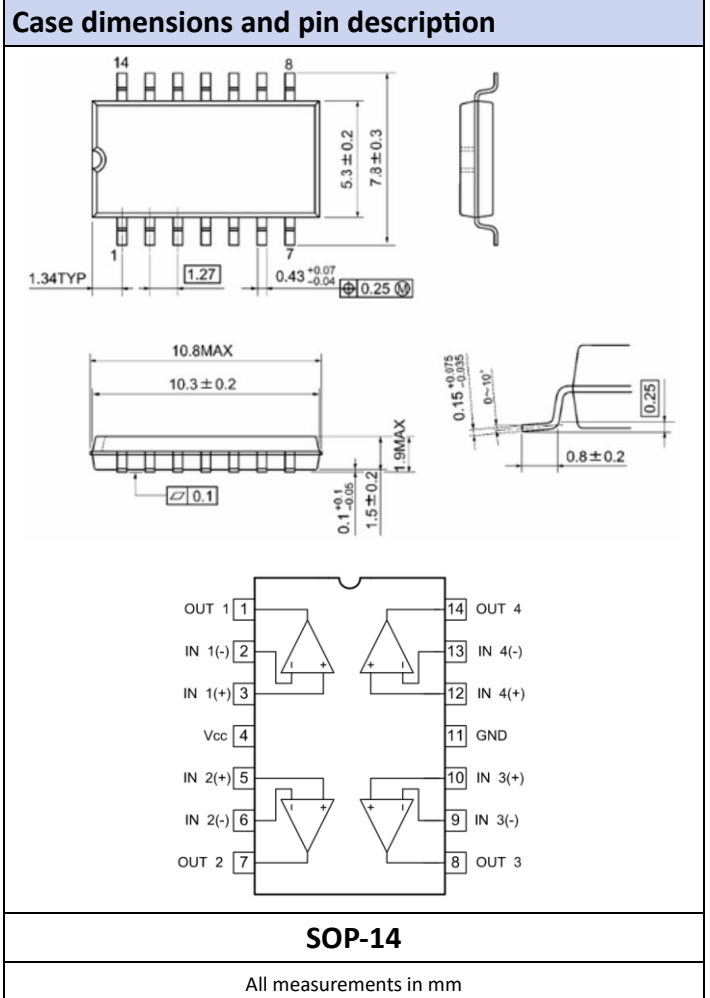 Case dimensions and pin description
14 8
5.3±0.2
7.8±0.3
1 7
1.34TYP 1.27 0.43 +0.07 -0.04
⌖ 0.25 Ⓜ
10.8MAX
10.3±0.2
1.9MAX
0.1
0.1 +0.1 -0.05
1.5±0.2
0.15 +0.075 -0.035
0~10°
0.25
0.8±0.2
OUT 1 1 14 OUT 4
IN 1(-) 2 - + + - 13 IN 4(-)
IN 1(+) 3 12 IN 4(+)
Vcc 4 11 GND
IN 2(+) 5 10 IN 3(+)
IN 2(-) 6 - + + - 9 IN 3(-)
OUT 2 7 8 OUT 3
SOP-14
All measurements in mm